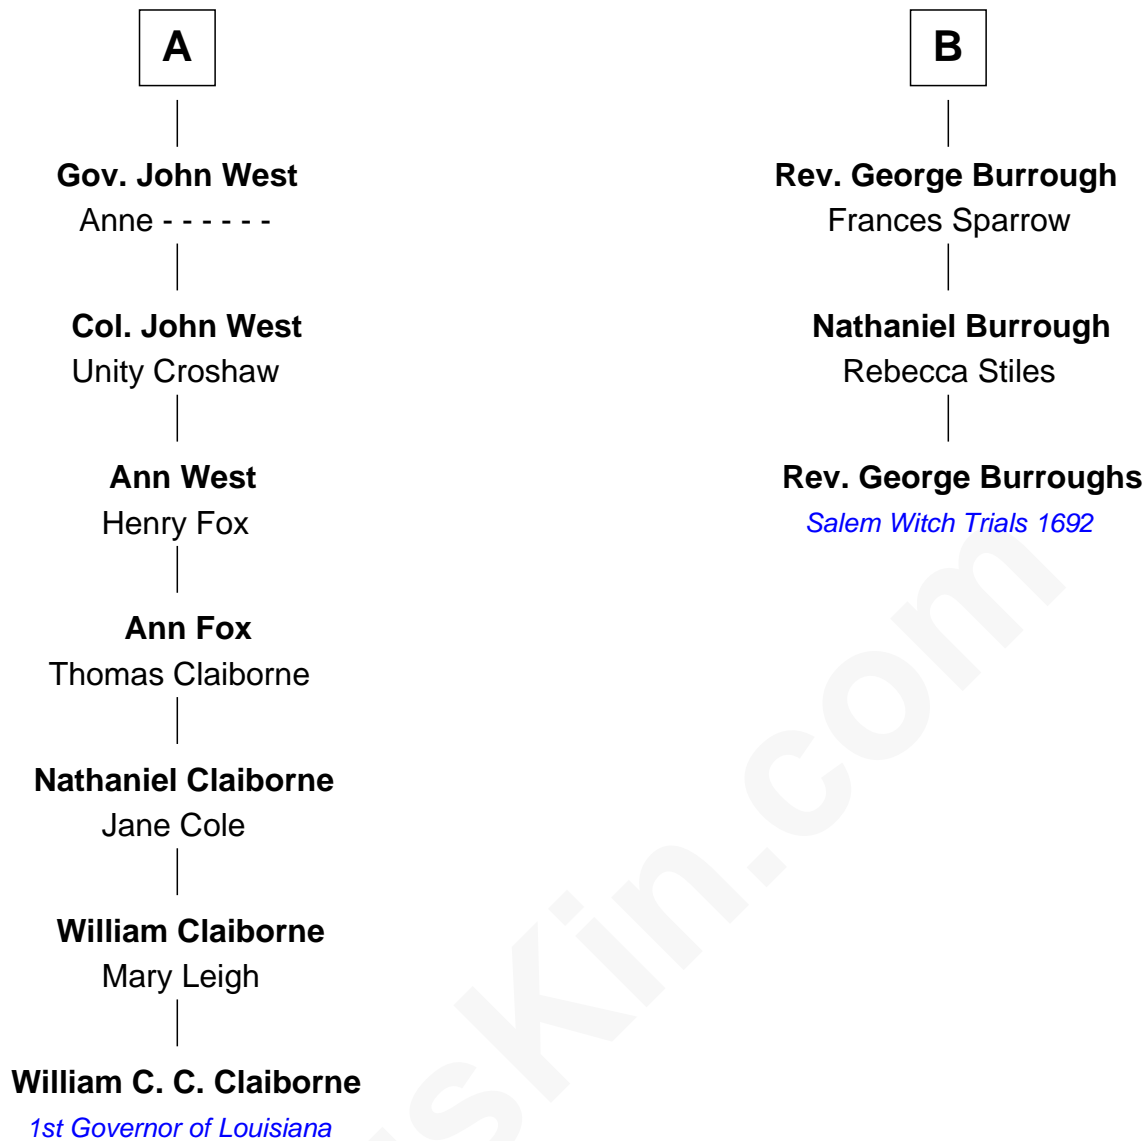 A
Gov. John West
Anne - - - - - -
Col. John West
Unity Croshaw
Ann West
Henry Fox
Ann Fox
Thomas Claiborne
Nathaniel Claiborne
Jane Cole
William Claiborne
Mary Leigh
William C. C. Claiborne
1st Governor of Louisiana
B
Rev. George Burrough
Frances Sparrow
Nathaniel Burrough
Rebecca Stiles
Rev. George Burroughs
Salem Witch Trials 1692